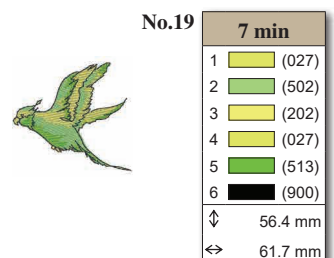 No.19
7 min
1 (027)
2 (502)
3 (202)
4 (027)
5 (513)
6 (900)
56.4 mm
61.7 mm